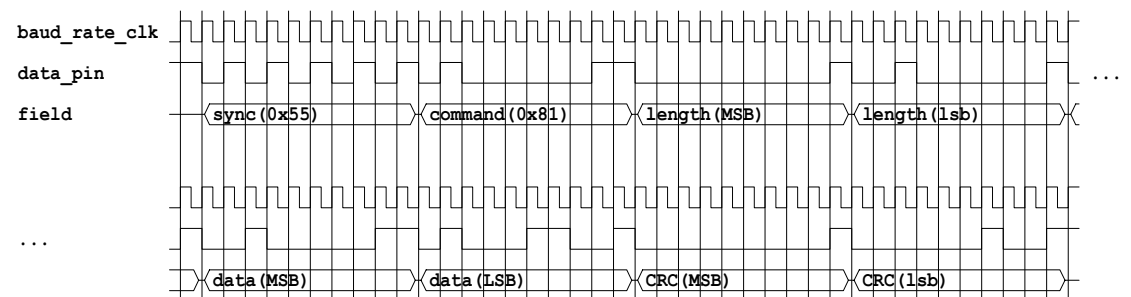 baud_rate_clk
data_pin ...
field sync(0x55) command(0x81) length(MSB) length(lsb)
...
data(MSB) data(LSB) CRC(MSB) CRC(lsb)